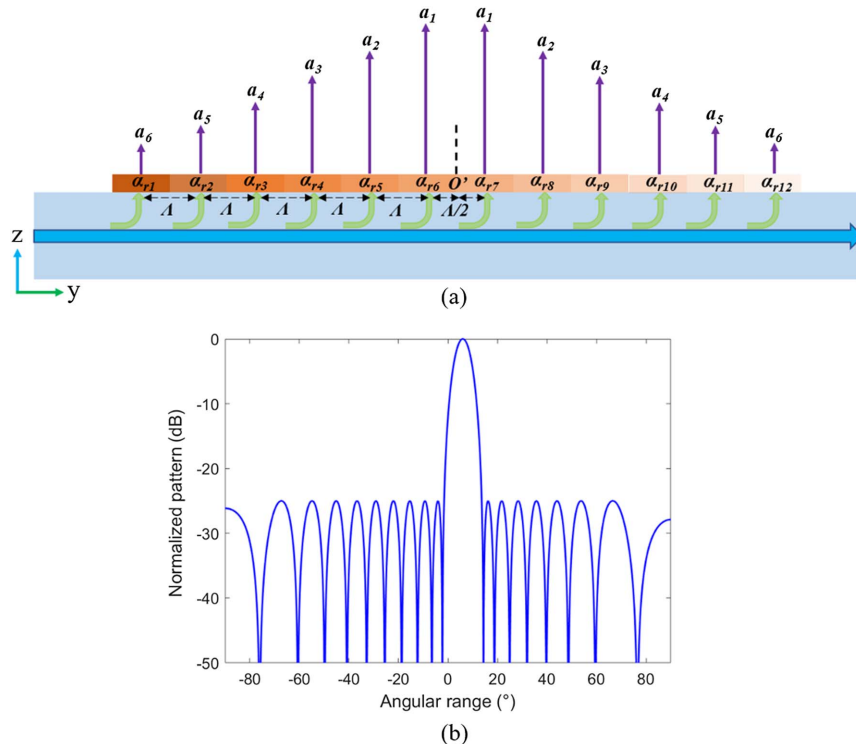 a1 a1
a2 a2
a3 a3
a4 a4
a5 a5
a6 a6
αr1 αr2 αr3 αr4 αr5 αr6 O' αr7 αr8 αr9 αr10 αr11 αr12
Λ Λ Λ Λ Λ Λ/2
z
y
(a)
Normalized pattern (dB)
0
-10
-20
-30
-40
-50
-80 -60 -40 -20 0 20 40 60 80
Angular range (°)
(b)